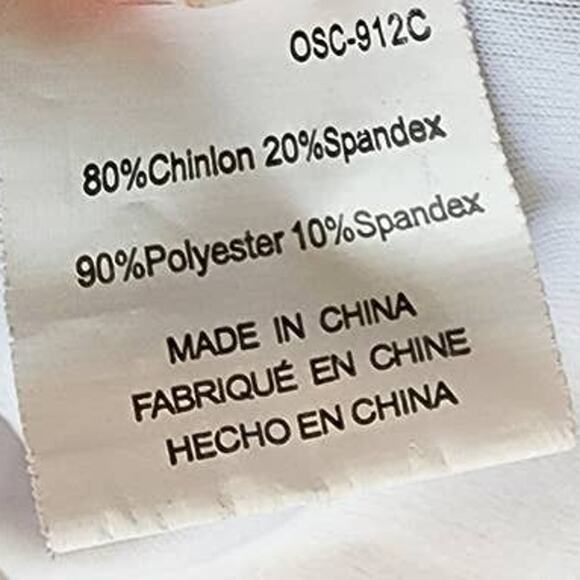 OSC-912C
80%Chinlon 20%Spandex
90%Polyester 10%Spandex
MADE IN CHINA
FABRIQUÉ EN CHINE
HECHO EN CHINA